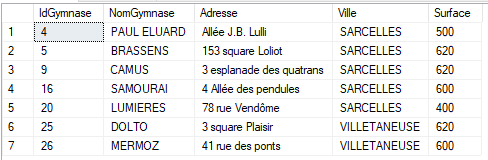 IdGymnase NomGymnase Adresse Ville Surface
1 4 PAUL ELUARD Allée J.B. Lulli SARCELLES 500
2 5 BRASSENS 153 square Loliot SARCELLES 620
3 9 CAMUS 3 esplanade des quatrans SARCELLES 620
4 16 SAMOURAI 4 Allée des pendules SARCELLES 600
5 20 LUMIERES 78 rue Vendôme SARCELLES 400
6 25 DOLTO 3 square Plaisir VILLETANEUSE 620
7 26 MERMOZ 41 rue des ponts VILLETANEUSE 600